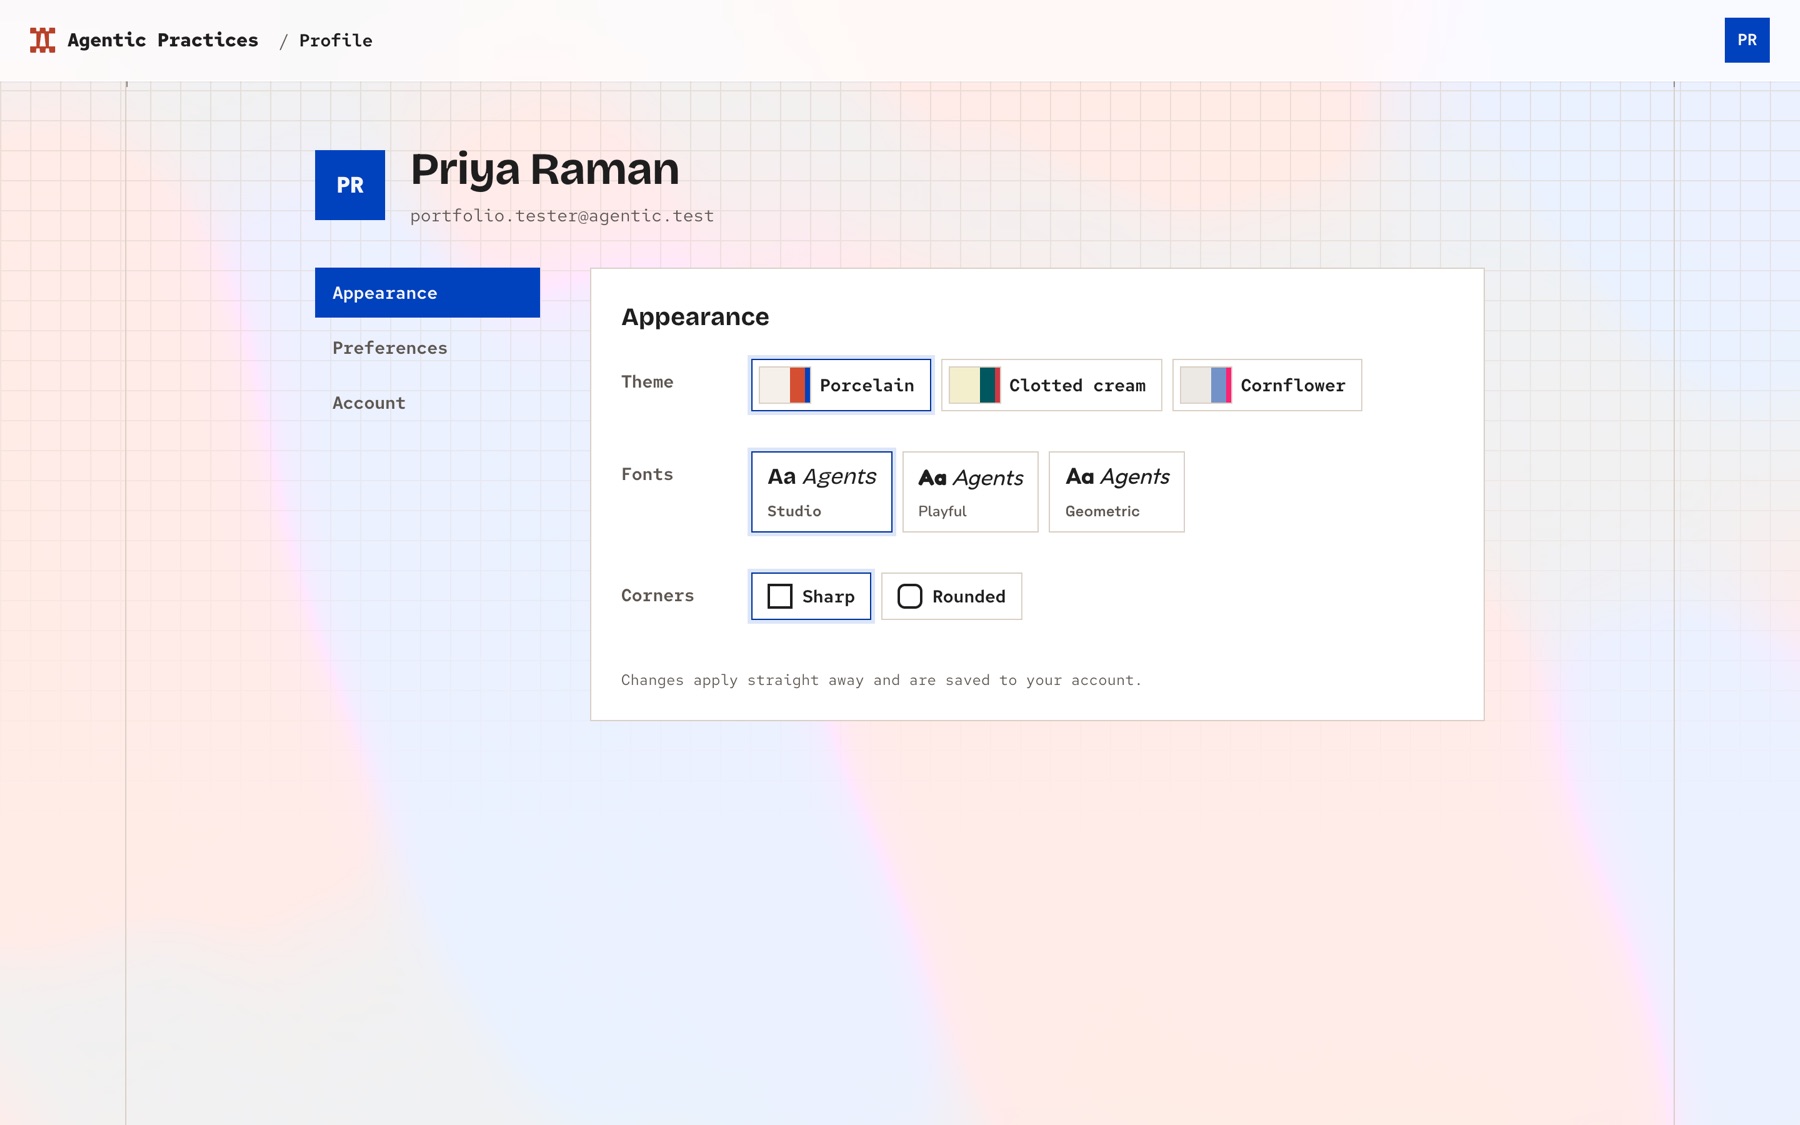 Agentic Practices / Profile
PR
PR
Priya Raman
portfolio.tester@agentic.test
Appearance
Preferences
Account
Appearance
Theme
Porcelain
Clotted cream
Cornflower
Fonts
Aa Agents
Studio
Aa Agents
Playful
Aa Agents
Geometric
Corners
Sharp
Rounded
Changes apply straight away and are saved to your account.